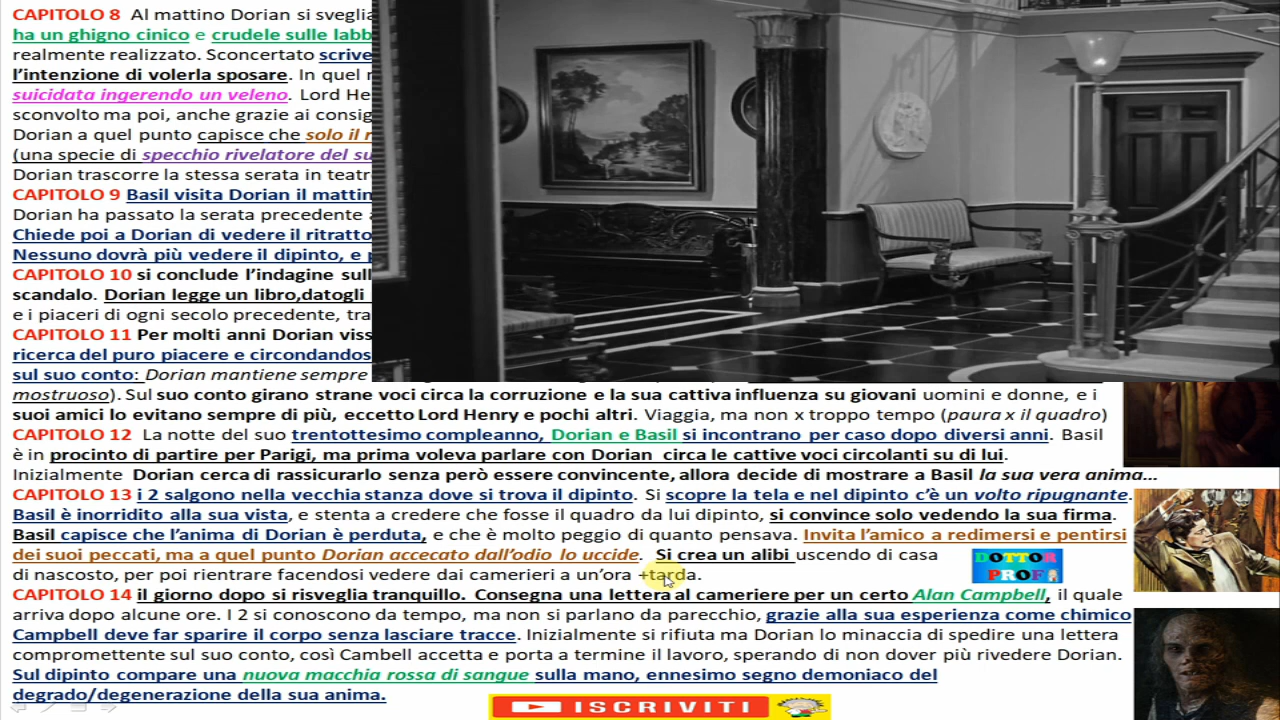 CAPITOLO 8 Al mattino Dorian si sveglia
ha un ghigno cinico e crudele sulle labb
realmente realizzato. Sconcertato scrive
l'intenzione di volerla sposare. In quel
suicidata ingerendo un veleno. Lord He
sconvolto ma poi, anche grazie ai consig
Dorian a quel punto capisce che solo il r
(una specie di specchio rivelatore del su
Dorian trascorre la stessa serata in teatr
CAPITOLO 9 Basil visita Dorian il mattin
Dorian ha passato la serata precedente a
Chiede poi a Dorian di vedere il ritratto
Nessuno dovrà più vedere il dipinto, e p
CAPITOLO 10 si conclude l'indagine sull
scandalo. Dorian legge un libro,datogli
e i piaceri di ogni secolo precedente, tra
CAPITOLO 11 Per molti anni Dorian viss
ricerca del puro piacere e circondandos
sul suo conto: Dorian mantiene sempre
mostruoso). Sul suo conto girano strane voci circa la corruzione e la sua cattiva influenza su giovani uomini e donne, e i
suoi amici lo evitano sempre di più, eccetto Lord Henry e pochi altri. Viaggia, ma non x troppo tempo (paura x il quadro)
CAPITOLO 12 La notte del suo trentottesimo compleanno, Dorian e Basil si incontrano per caso dopo diversi anni. Basil
è in procinto di partire per Parigi, ma prima voleva parlare con Dorian circa le cattive voci circolanti su di lui.
Inizialmente Dorian cerca di rassicurarlo senza però essere convincente, allora decide di mostrare a Basil la sua vera anima...
CAPITOLO 13 i 2 salgono nella vecchia stanza dove si trova il dipinto. Si scopre la tela e nel dipinto c'è un volto ripugnante.
Basil è inorridito alla sua vista, e stenta a credere che fosse il quadro da lui dipinto, si convince solo vedendo la sua firma.
Basil capisce che l'anima di Dorian è perduta, e che è molto peggio di quanto pensava. Invita l'amico a redimersi e pentirsi
dei suoi peccati, ma a quel punto Dorian accecato dall'odio lo uccide. Si crea un alibi uscendo di casa
di nascosto, per poi rientrare facendosi vedere dai camerieri a un'ora +tarda.
DOTTOR
PROF
CAPITOLO 14 il giorno dopo si risveglia tranquillo. Consegna una lettera al cameriere per un certo Alan Campbell, il quale
arriva dopo alcune ore. I 2 si conoscono da tempo, ma non si parlano da parecchio, grazie alla sua esperienza come chimico
Campbell deve far sparire il corpo senza lasciare tracce. Inizialmente si rifiuta ma Dorian lo minaccia di spedire una lettera
compromettente sul suo conto, così Cambell accetta e porta a termine il lavoro, sperando di non dover più rivedere Dorian.
Sul dipinto compare una nuova macchia rossa di sangue sulla mano, ennesimo segno demoniaco del
degrado/degenerazione della sua anima.
ISCRIVITI